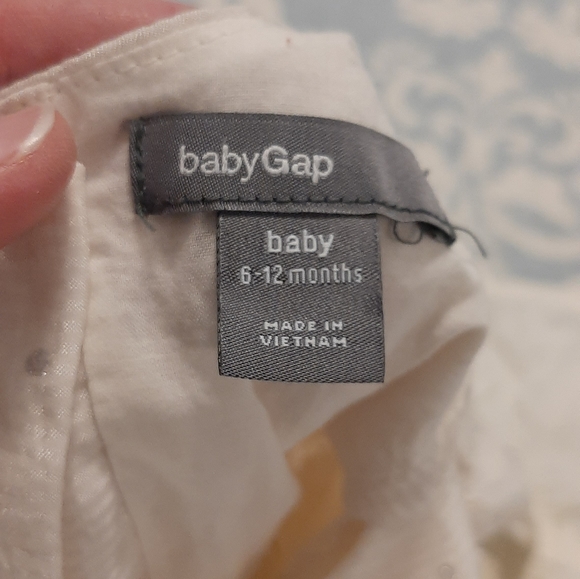 babyGap
baby
6-12 months
MADE IN
VIETNAM